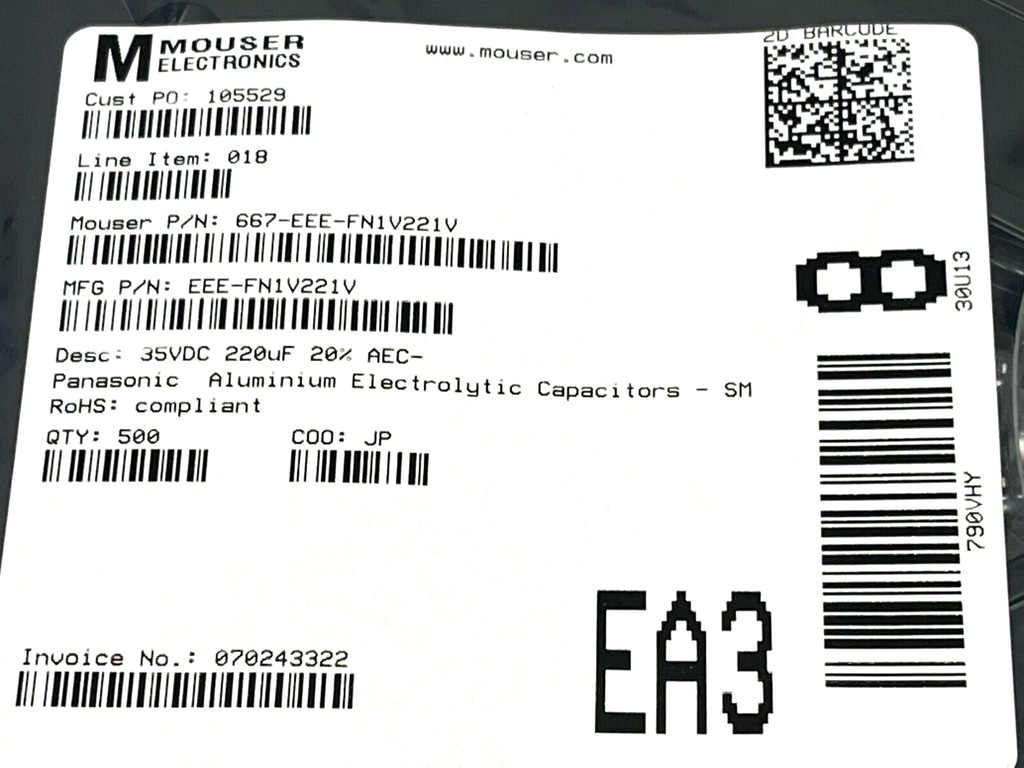 M MOUSER
ELECTRONICS
www.mouser.com
2D BARCODE
Cust PO: 105529
Line Item: 018
Mouser P/N: 667-EEE-FN1V221V
MFG P/N: EEE-FN1V221V
Desc: 35VDC 220uF 20% AEC-
Panasonic Aluminium Electrolytic Capacitors - SM
RoHS: compliant
QTY: 500
COO: JP
30U13
790VHY
EA3
Invoice No.: 070243322